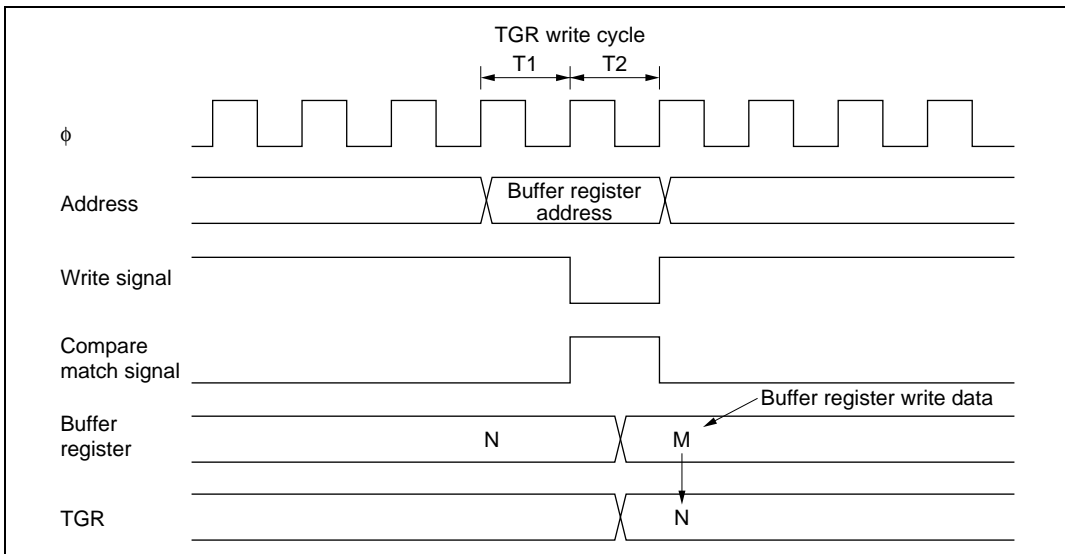 TGR write cycle
T1 T2
ϕ
Address
Buffer register
address
Write signal
Compare
match signal
Buffer register write data
Buffer
register
N M
TGR
N